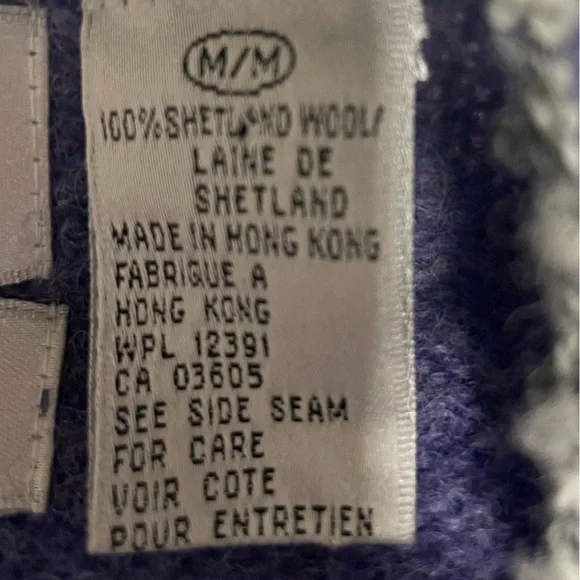 M/M
100% SHETLAND WOOL/
LAINE DE
SHETLAND
MADE IN HONG KONG
FABRIQUE A
HONG KONG
WPL 12391
CA 03605
SEE SIDE SEAM
FOR CARE
VOIR COTE
POUR ENTRETIEN